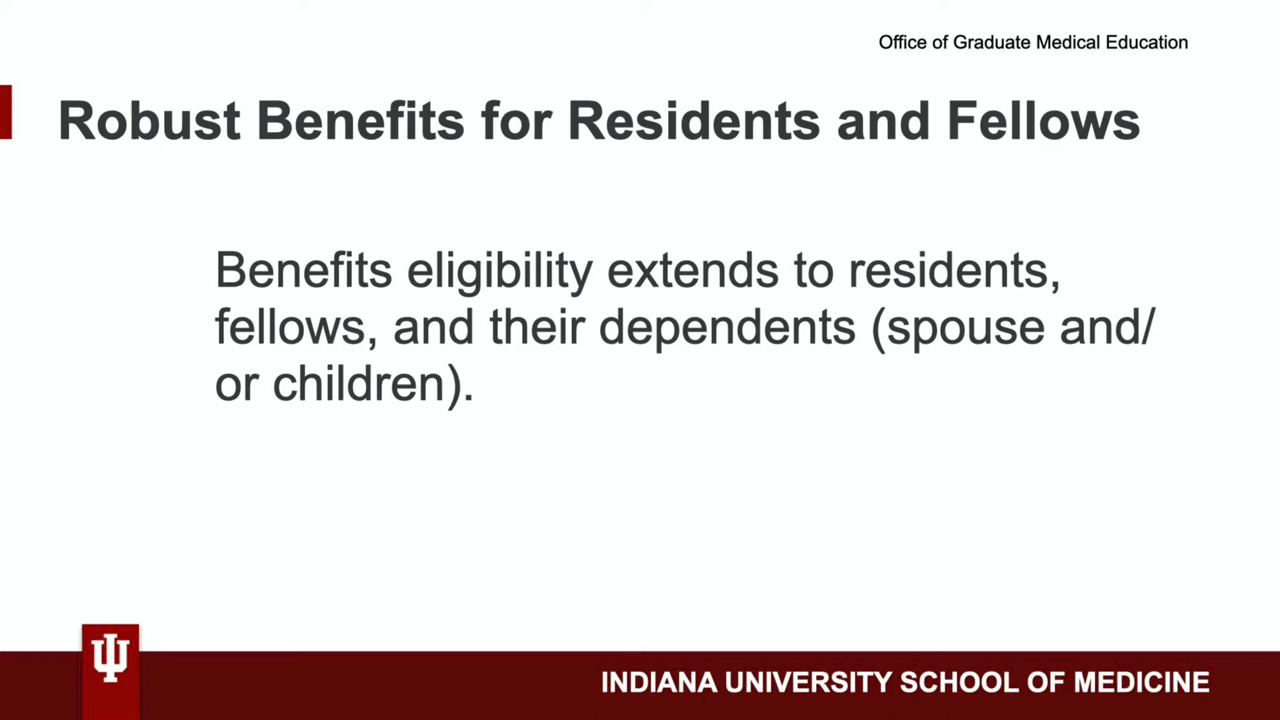 Office of Graduate Medical Education
Robust Benefits for Residents and Fellows
Benefits eligibility extends to residents,
fellows, and their dependents (spouse and/
or children).
INDIANA UNIVERSITY SCHOOL OF MEDICINE